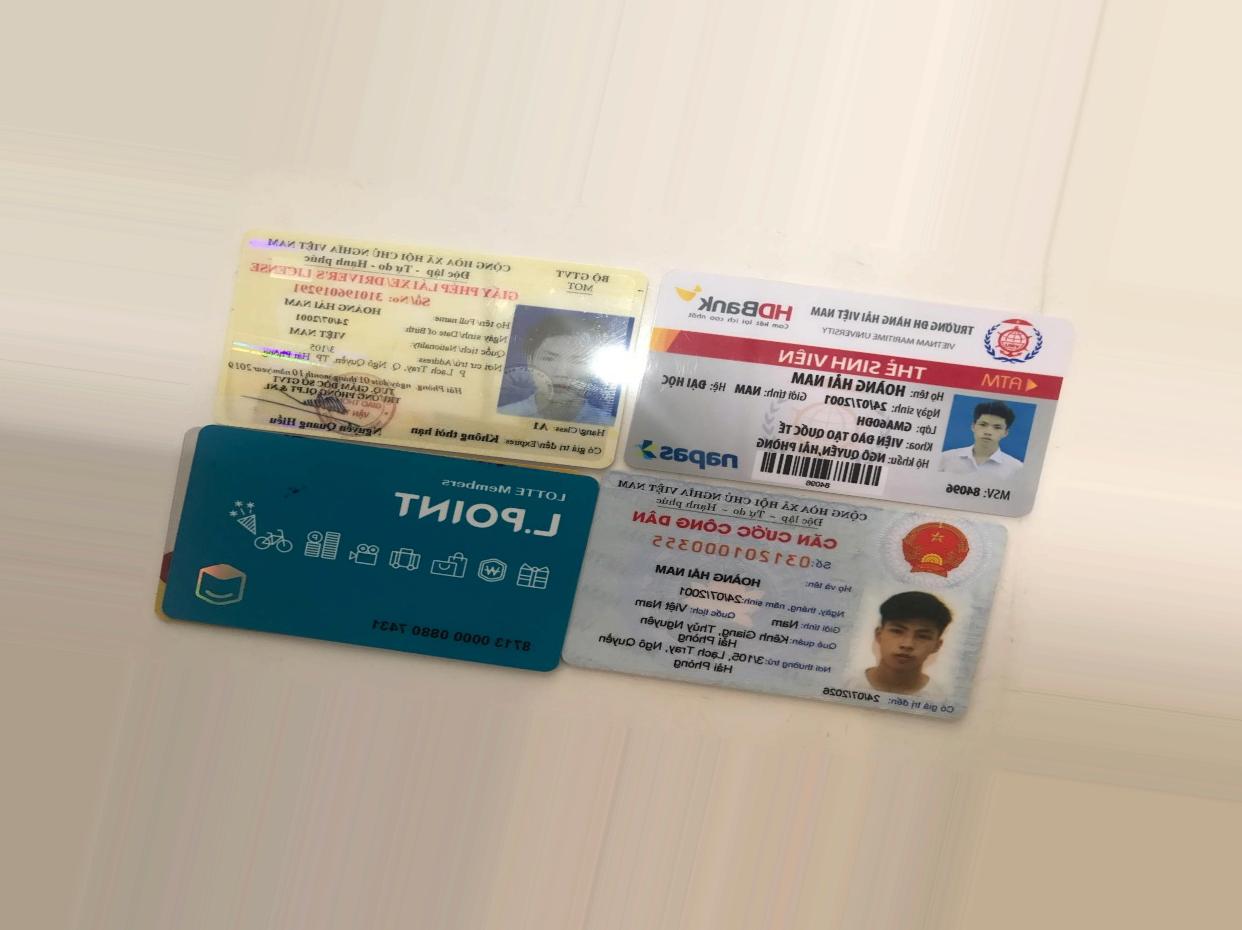 BỘ GTVT
MOT
CỘNG HÒA XÃ HỘI CHỦ NGHĨA VIỆT NAM
Độc lập - Tự do - Hạnh phúc
GIẤY PHÉP LÁI XE/DRIVER'S LICENSE
Số/No: 310196019291
Họ tên/Full name: HOÀNG HẢI NAM
Ngày sinh/Date of Birth: 24/07/2001
Quốc tịch/Nationality: VIỆT NAM
Nơi cư trú/Address: 3/105
P. Lạch Tray, Q. Ngô Quyền, TP. Hải Phòng
Hải Phòng, ngày/date 01 tháng/month 10 năm/year 2019
TUQ. GIÁM ĐỐC SỞ GTVT
TRƯỞNG PHÒNG QLPT & NL
Hạng/Class: A1
Có giá trị đến/Expires: Không thời hạn
Nguyễn Quang Hiếu
TRƯỜNG ĐH HÀNG HẢI VIỆT NAM
VIETNAM MARITIME UNIVERSITY
HDBank
Cam kết lợi ích cao nhất
ATM
THẺ SINH VIÊN
Họ tên: HOÀNG HẢI NAM
Ngày sinh: 24/07/2001 Giới tính: NAM Hệ: ĐẠI HỌC
Lớp: GMA60ĐH
Khoa: VIỆN ĐÀO TẠO QUỐC TẾ
Hộ khẩu: NGÔ QUYỀN,HẢI PHÒNG
MSV: 84096
84096
napas
LOTTE Members
L.POINT
8713 0000 0880 7431
CỘNG HÒA XÃ HỘI CHỦ NGHĨA VIỆT NAM
Độc lập - Tự do - Hạnh phúc
CĂN CƯỚC CÔNG DÂN
Số: 031201000355
Họ và tên: HOÀNG HẢI NAM
Ngày, tháng, năm sinh: 24/07/2001
Giới tính: Nam Quốc tịch: Việt Nam
Quê quán: Kênh Giang, Thủy Nguyên
Hải Phòng
Nơi thường trú: 3/105, Lạch Tray, Ngô Quyền
Hải Phòng
Có giá trị đến: 24/07/2026